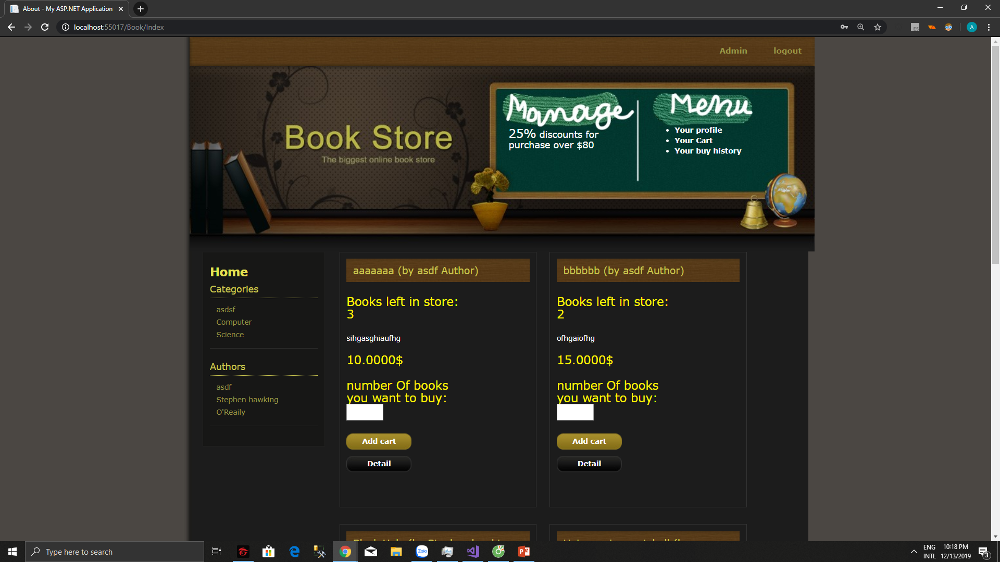 About - My ASP.NET Application
localhost:55017/Book/Index
ES
A
Admin logout
Book Store
The biggest online book store
Manage
25% discounts for
purchase over $80
Menu
Your profile
Your Cart
Your buy history
Home
Categories
asdsf
Computer
Science
Authors
asdf
Stephen hawking
O'Reaily
aaaaaaa (by asdf Author)
Books left in store:
3
sihgasghiaufhg
10.0000$
number Of books
you want to buy:
Add cart
Detail
bbbbbb (by asdf Author)
Books left in store:
2
ofhgaiofhg
15.0000$
number Of books
you want to buy:
Add cart
Detail
Type here to search
Zalo
ENG
INTL
10:18 PM
12/13/2019
3